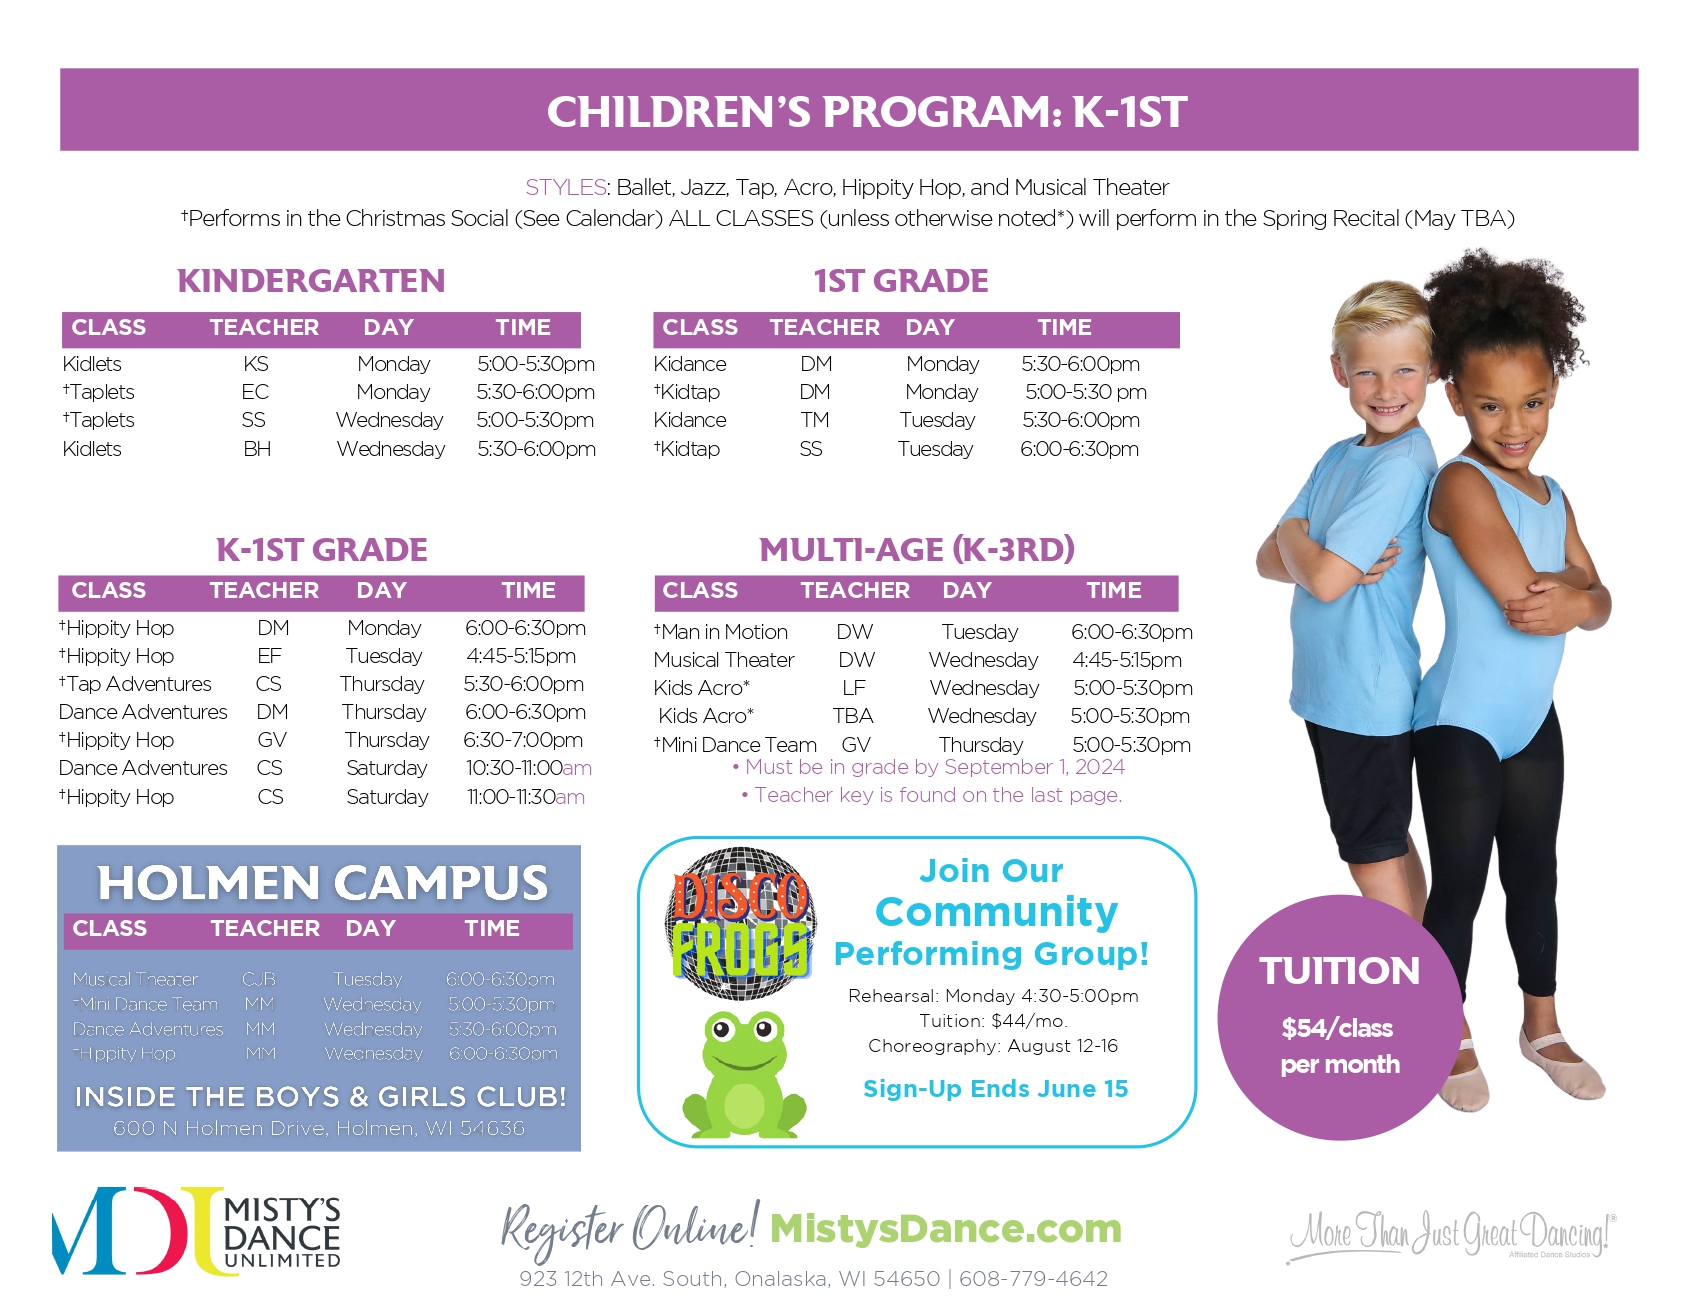 CHILDREN'S PROGRAM: K-1ST
STYLES: Ballet, Jazz, Tap, Acro, Hippity Hop, and Musical Theater
†Performs in the Christmas Social (See Calendar) ALL CLASSES (unless otherwise noted*) will perform in the Spring Recital (May TBA)
KINDERGARTEN
CLASS TEACHER DAY TIME
Kidlets KS Monday 5:00-5:30pm
†Taplets EC Monday 5:30-6:00pm
†Taplets SS Wednesday 5:00-5:30pm
Kidlets BH Wednesday 5:30-6:00pm
1ST GRADE
CLASS TEACHER DAY TIME
Kidance DM Monday 5:30-6:00pm
†Kidtap DM Monday 5:00-5:30 pm
Kidance TM Tuesday 5:30-6:00pm
†Kidtap SS Tuesday 6:00-6:30pm
K-1ST GRADE
CLASS TEACHER DAY TIME
†Hippity Hop DM Monday 6:00-6:30pm
†Hippity Hop EF Tuesday 4:45-5:15pm
†Tap Adventures CS Thursday 5:30-6:00pm
Dance Adventures DM Thursday 6:00-6:30pm
†Hippity Hop GV Thursday 6:30-7:00pm
Dance Adventures CS Saturday 10:30-11:00am
†Hippity Hop CS Saturday 11:00-11:30am
MULTI-AGE (K-3RD)
CLASS TEACHER DAY TIME
†Man in Motion DW Tuesday 6:00-6:30pm
Musical Theater DW Wednesday 4:45-5:15pm
Kids Acro* LF Wednesday 5:00-5:30pm
Kids Acro* TBA Wednesday 5:00-5:30pm
†Mini Dance Team GV Thursday 5:00-5:30pm
• Must be in grade by September 1, 2024
• Teacher key is found on the last page.
HOLMEN CAMPUS
CLASS TEACHER DAY TIME
Musical Theater CJB Tuesday 6:00-6:30pm
†Mini Dance Team MM Wednesday 5:00-5:30pm
Dance Adventures MM Wednesday 5:30-6:00pm
†Hippity Hop MM Wednesday 6:00-6:30pm
INSIDE THE BOYS & GIRLS CLUB!
600 N Holmen Drive, Holmen, WI 54636
DISCO
FROGS
Join Our
Community
Performing Group!
Rehearsal: Monday 4:30-5:00pm
Tuition: $44/mo.
Choreography: August 12-16
Sign-Up Ends June 15
TUITION
$54/class
per month
MDU
MISTY'S
DANCE
UNLIMITED
Register Online! MistysDance.com
923 12th Ave. South, Onalaska, WI 54650 | 608-779-4642
More Than Just Great Dancing!®
Affiliated Dance Studios